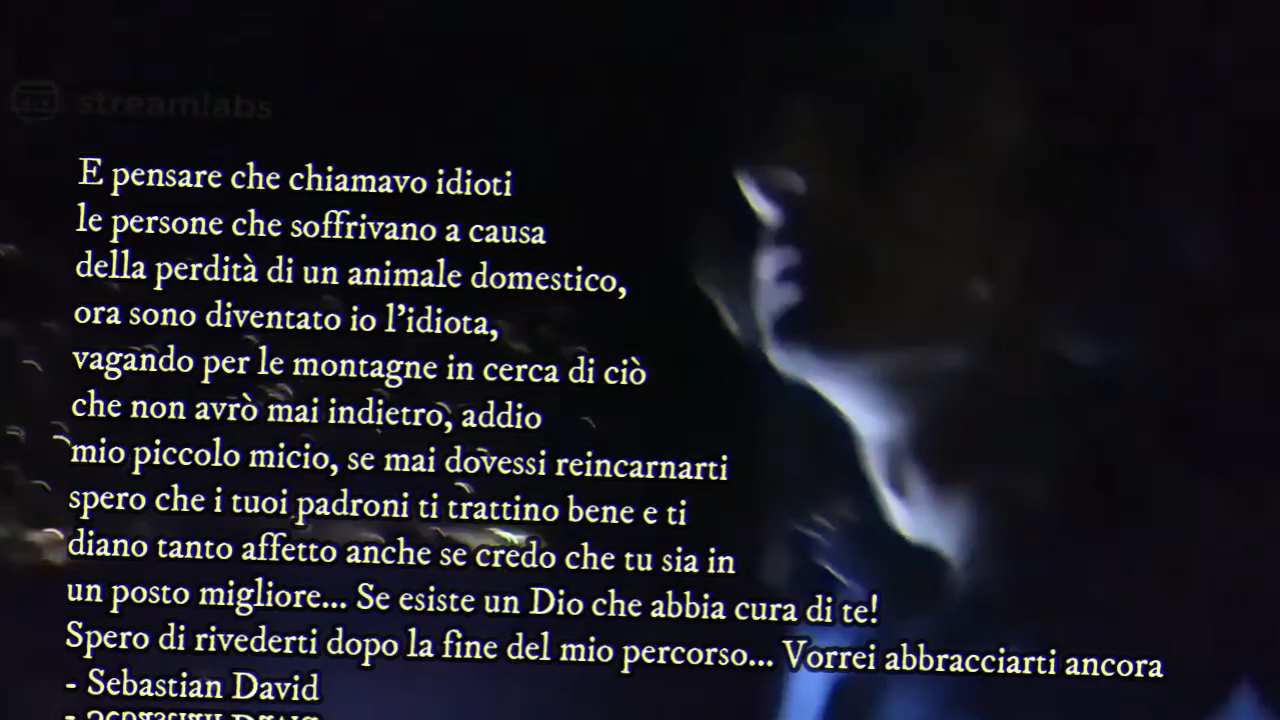 streamlabs
E pensare che chiamavo idioti
le persone che soffrivano a causa
della perdità di un animale domestico,
ora sono diventato io l'idiota,
vagando per le montagne in cerca di ciò
che non avrò mai indietro, addio
mio piccolo micio, se mai dovessi reincarnarti
spero che i tuoi padroni ti trattino bene e ti
diano tanto affetto anche se credo che tu sia in
un posto migliore... Se esiste un Dio che abbia cura di te!
Spero di rivederti dopo la fine del mio percorso... Vorrei abbracciarti ancora
- Sebastian David